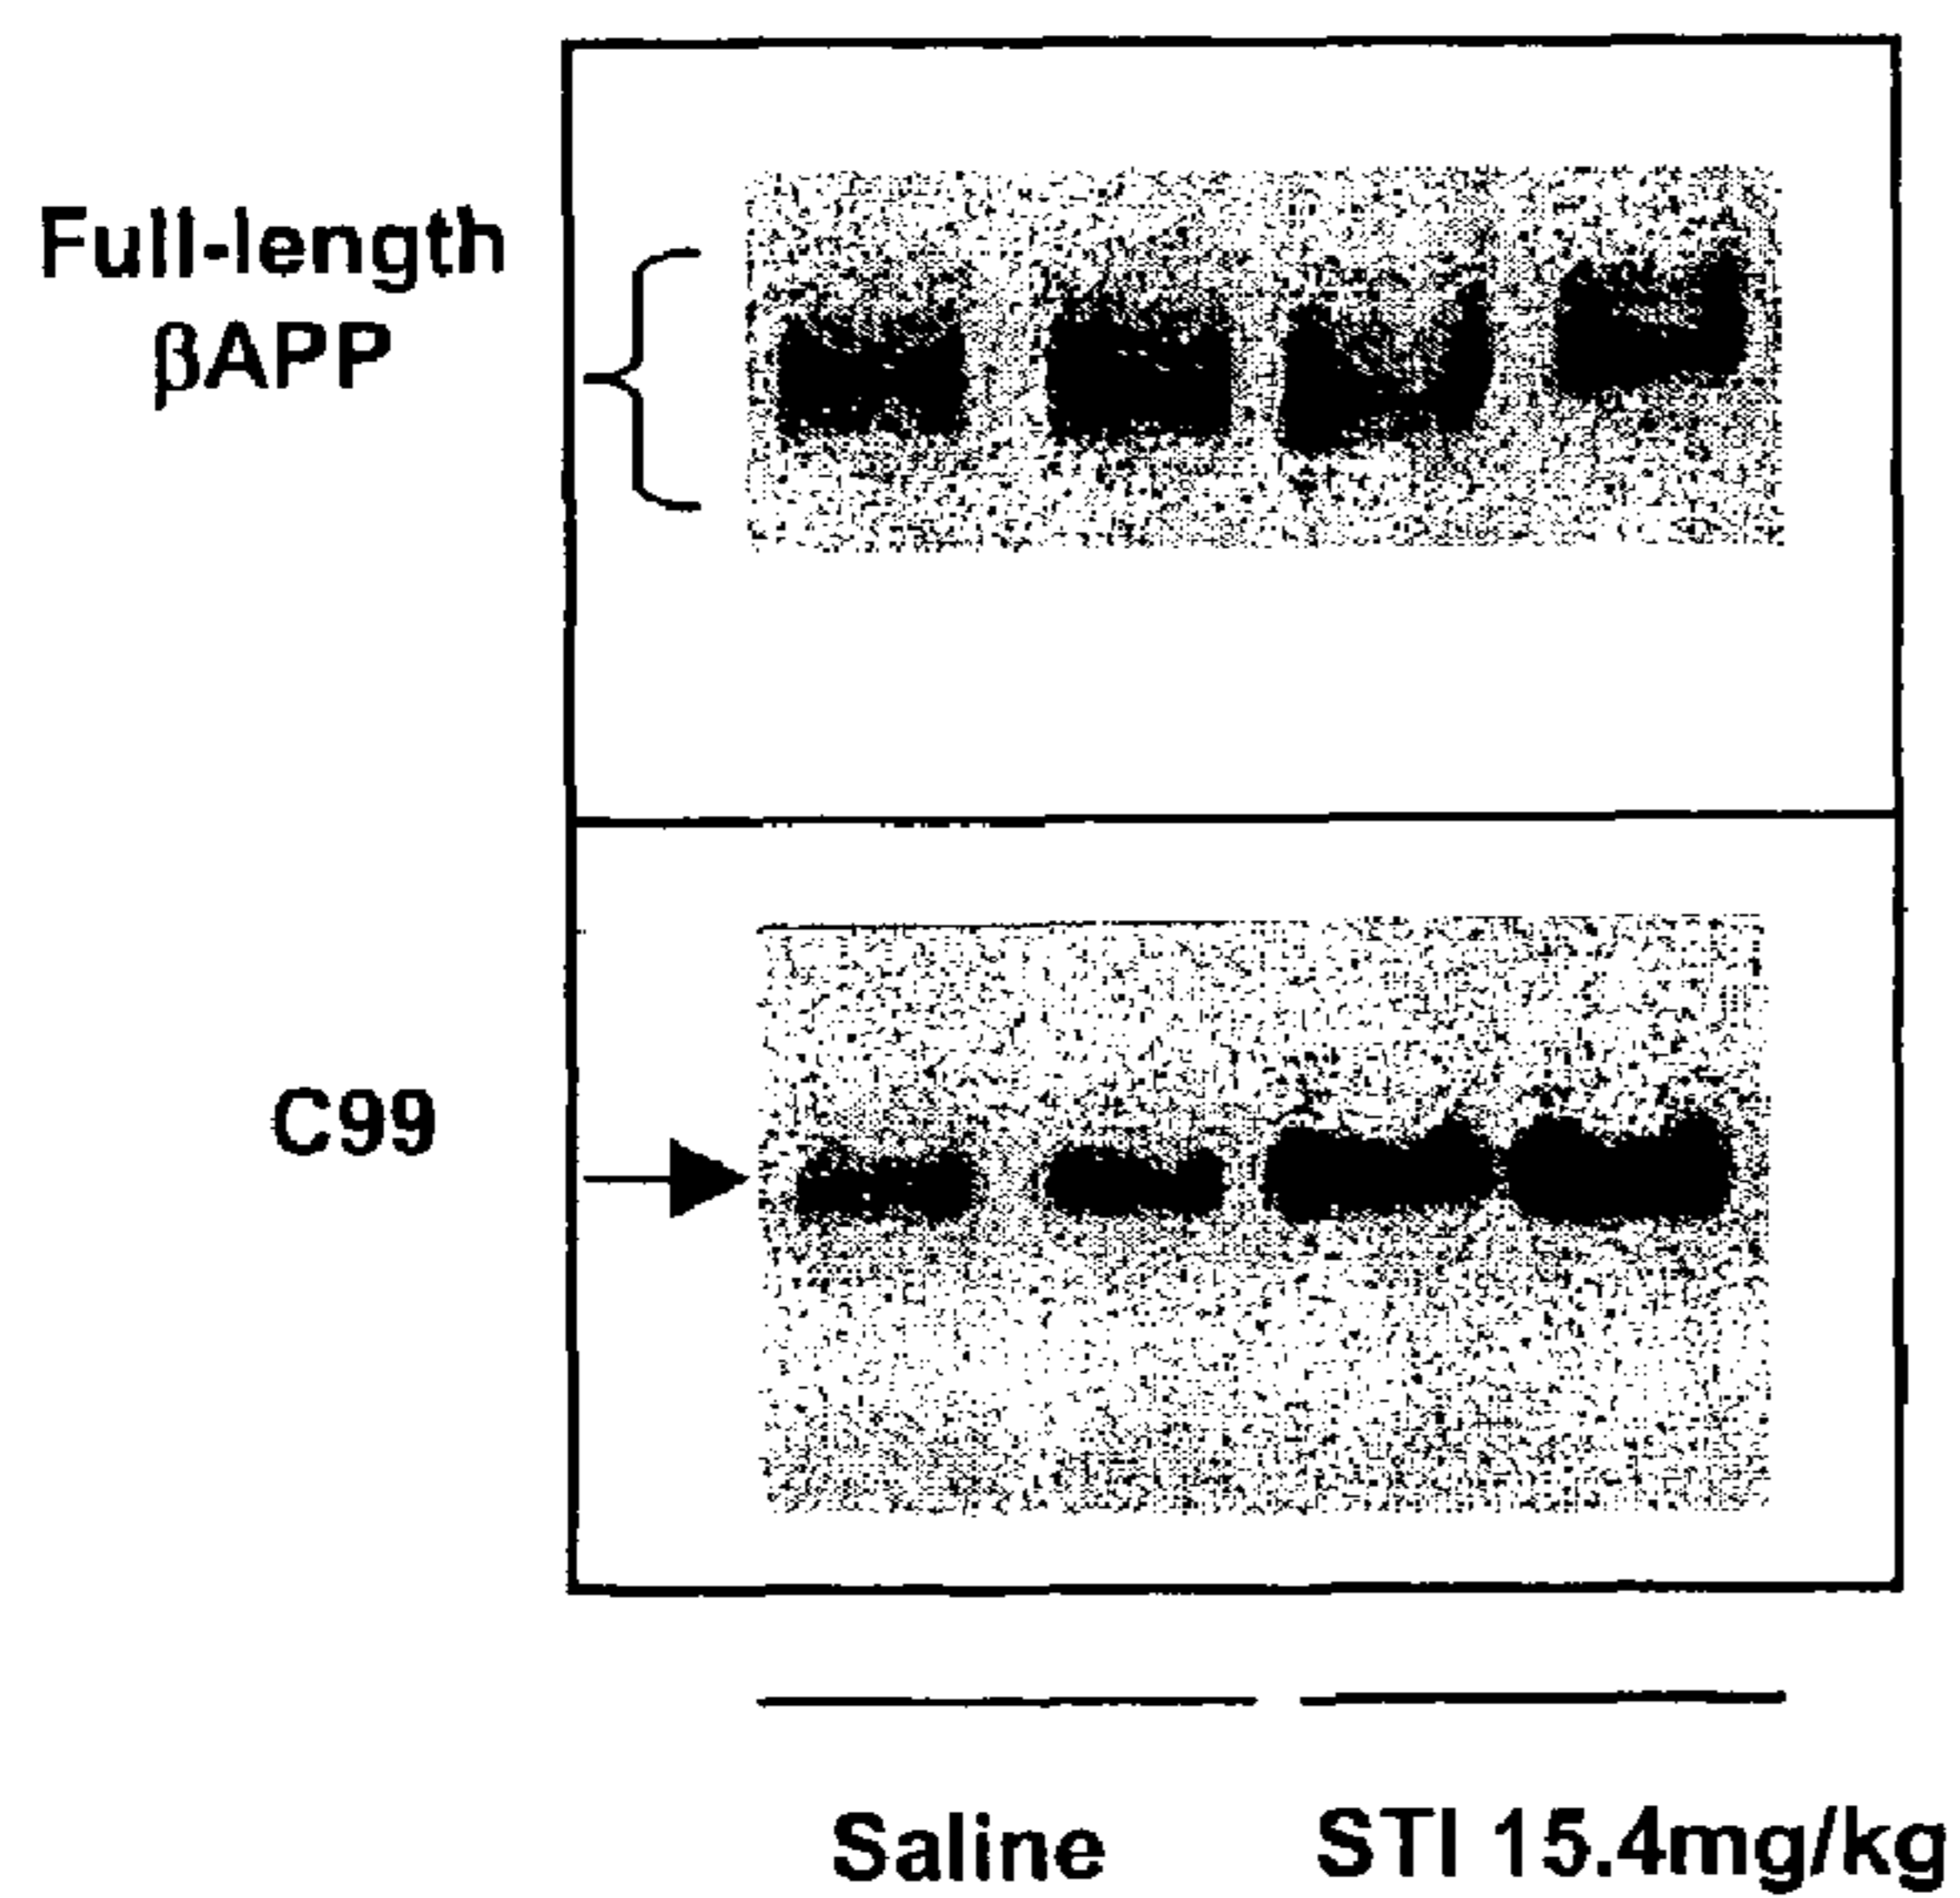 Full-length
βAPP
C99
Saline
STI 15.4mg/kg